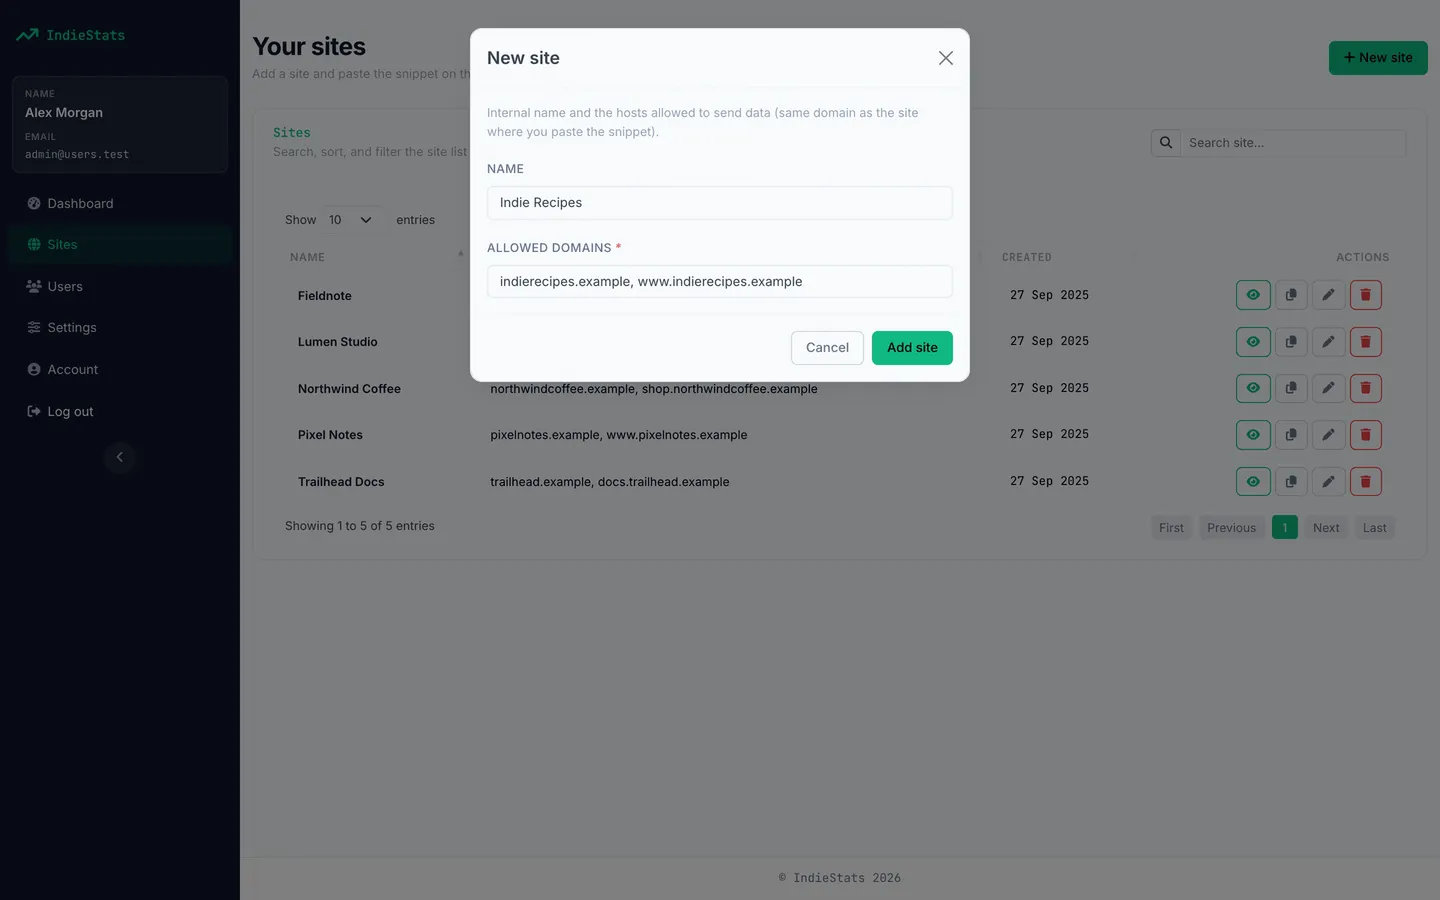 IndieStats
NAME
Alex Morgan
EMAIL
admin@users.test
Dashboard
Sites
Users
Settings
Account
Log out
Your sites
Add a site and paste the snippet on th
+ New site
Sites
Search, sort, and filter the site list
Search site...
Show 10 entries
NAME CREATED ACTIONS
Fieldnote 27 Sep 2025
Lumen Studio 27 Sep 2025
Northwind Coffee northwindcoffee.example, shop.northwindcoffee.example 27 Sep 2025
Pixel Notes pixelnotes.example, www.pixelnotes.example 27 Sep 2025
Trailhead Docs trailhead.example, docs.trailhead.example 27 Sep 2025
Showing 1 to 5 of 5 entries
First Previous 1 Next Last
New site
Internal name and the hosts allowed to send data (same domain as the site
where you paste the snippet).
NAME
Indie Recipes
ALLOWED DOMAINS *
indierecipes.example, www.indierecipes.example
Cancel Add site
© IndieStats 2026